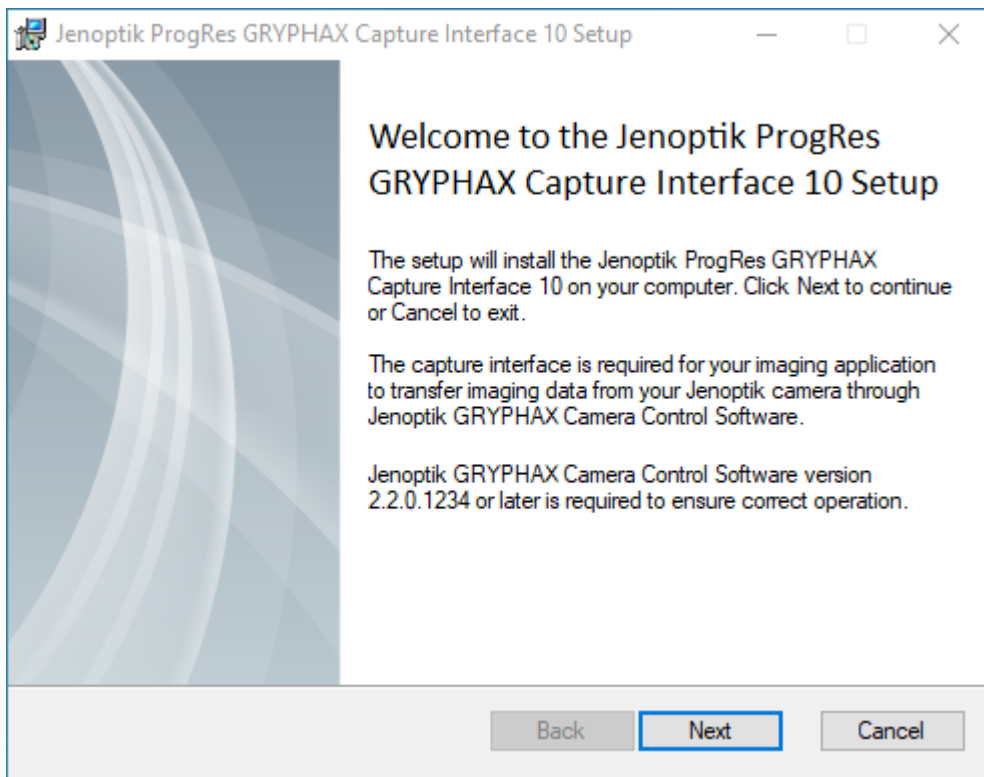 Jenoptik ProgRes GRYPHAX Capture Interface 10 Setup
Welcome to the Jenoptik ProgRes
GRYPHAX Capture Interface 10 Setup
The setup will install the Jenoptik ProgRes GRYPHAX
Capture Interface 10 on your computer. Click Next to continue
or Cancel to exit.
The capture interface is required for your imaging application
to transfer imaging data from your Jenoptik camera through
Jenoptik GRYPHAX Camera Control Software.
Jenoptik GRYPHAX Camera Control Software version
2.2.0.1234 or later is required to ensure correct operation.
Back Next Cancel